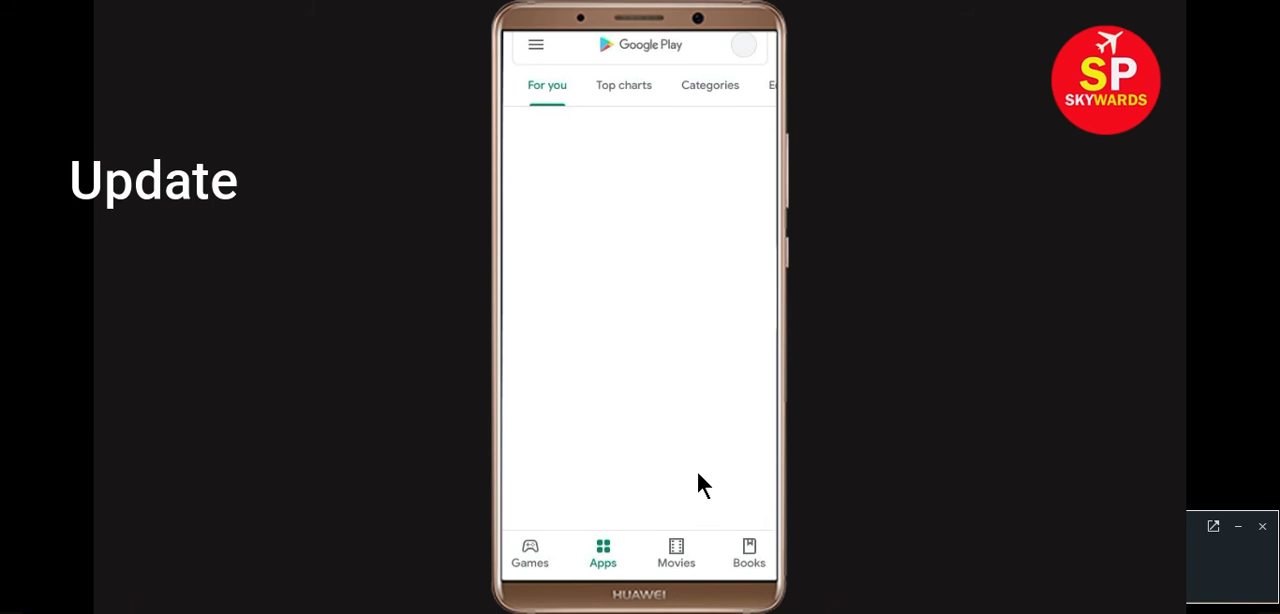 Google Play
SP
SKYWARDS
For you Top charts Categories
Update
Games Apps Movies Books
HUAWEI